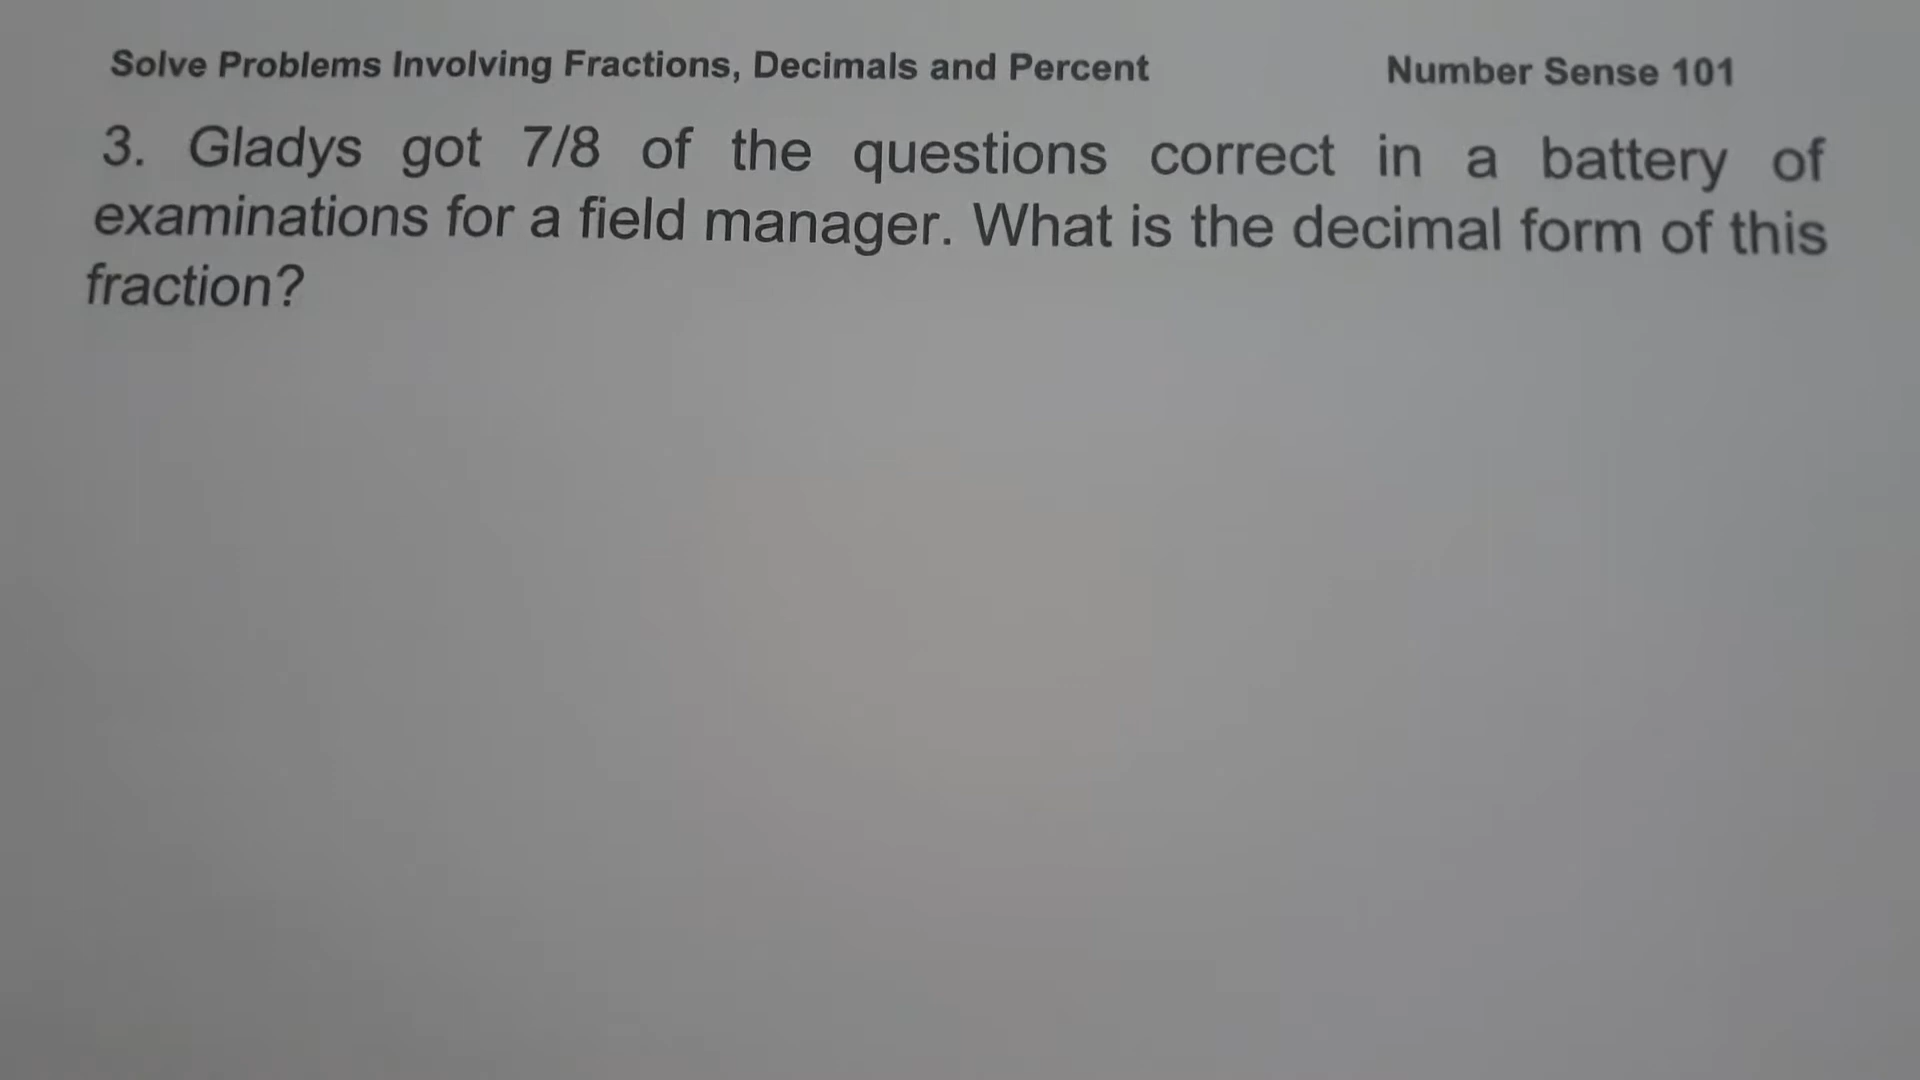 Solve Problems Involving Fractions, Decimals and Percent Number Sense 101
3. Gladys got 7/8 of the questions correct in a battery of
examinations for a field manager. What is the decimal form of this
fraction?